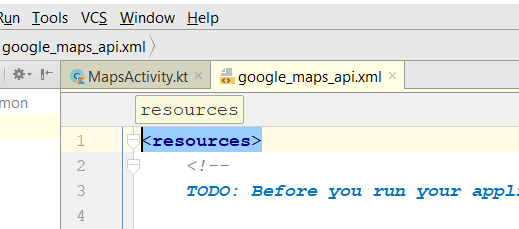 Run Tools VCS Window Help
google_maps_api.xml
MapsActivity.kt google_maps_api.xml
mon
resources
1 <resources>
2 <!--
3 TODO: Before you run your appli
4